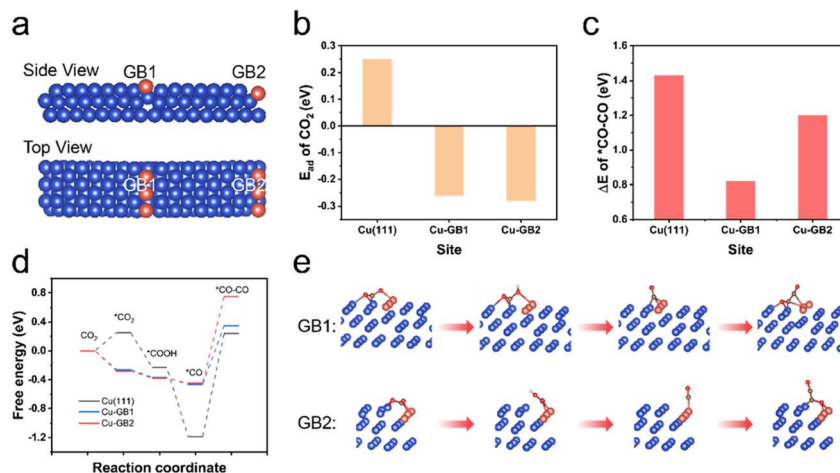 a
Side View
GB1
GB2
Top View
GB1
GB2
b
E_ad of CO₂ (eV)
0.3
0.2
0.1
0.0
-0.1
-0.2
-0.3
Cu(111)
Cu-GB1
Cu-GB2
Site
c
ΔE of *CO-CO (eV)
1.6
1.4
1.2
1.0
0.8
0.6
Cu(111)
Cu-GB1
Cu-GB2
Site
d
Free energy (eV)
0.8
0.4
0.0
-0.4
-0.8
-1.2
CO₂
*CO₂
*COOH
*CO
*CO-CO
Cu(111)
Cu-GB1
Cu-GB2
Reaction coordinate
e
GB1:
GB2: